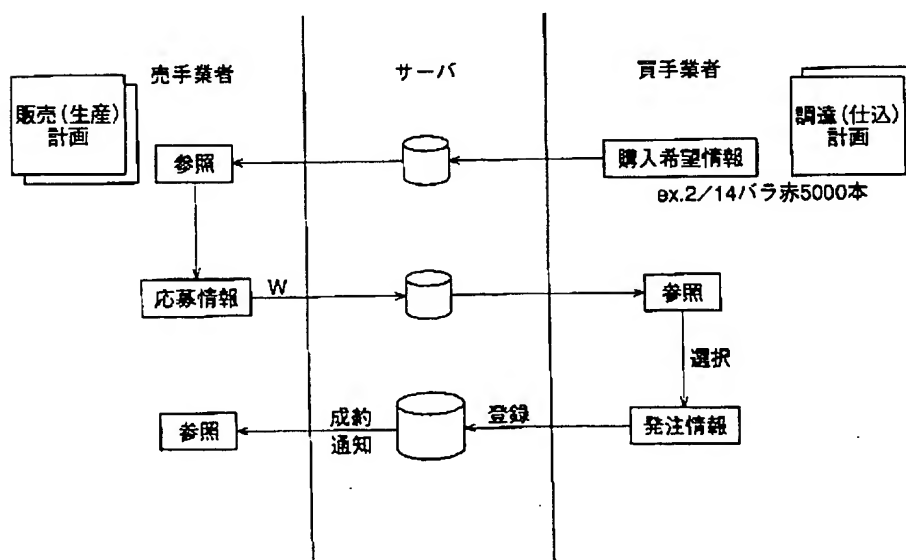 売手業者
サーバ
買手業者
販売(生産)
計画
調達(仕込)
計画
参照
購入希望情報
ex.2/14バラ赤5000本
応募情報
W
参照
選択
参照
成約
通知
登録
発注情報